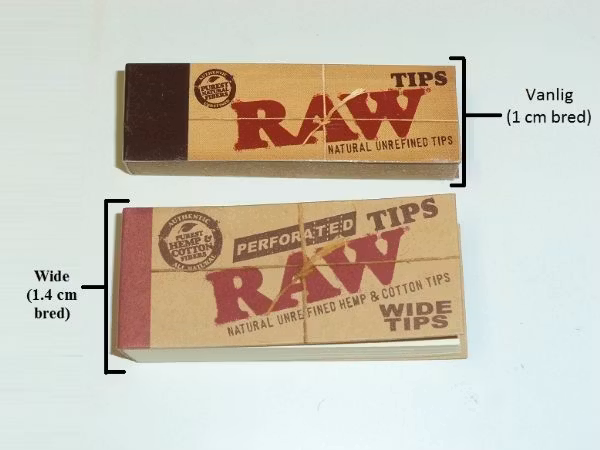 AUTHENTIC
PUREST
NATURAL
FIBERS
TIPS
RAW
NATURAL UNREFINED TIPS
Vanlig
(1 cm bred)
AUTHENTIC
PUREST
HEMP &
COTTON
FIBERS
ALL NATURAL
PERFORATED TIPS
RAW
NATURAL UNREFINED HEMP & COTTON TIPS
WIDE
TIPS
Wide
(1.4 cm
bred)